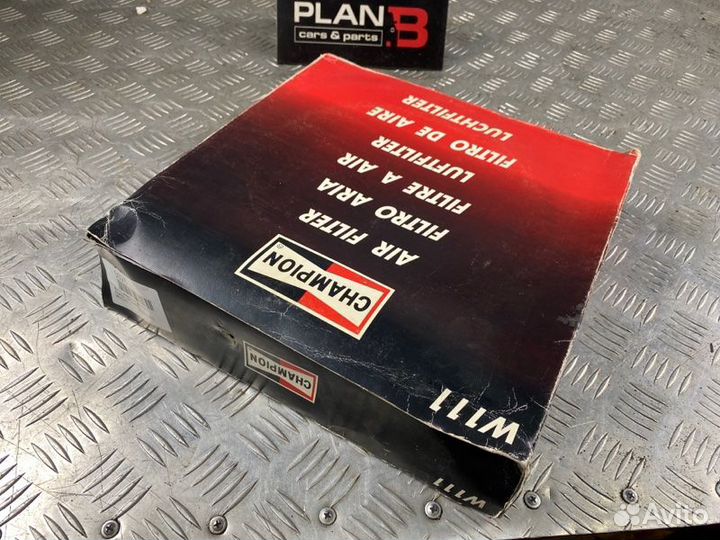 PLAN B
cars & parts
W111
CHAMPION
AIR FILTER
FILTRO ARIA
FILTRE A AIR
LUFTFILTER
FILTRO DE AIRE
LUCHTFILTER
CHAMPION
W111
Avito